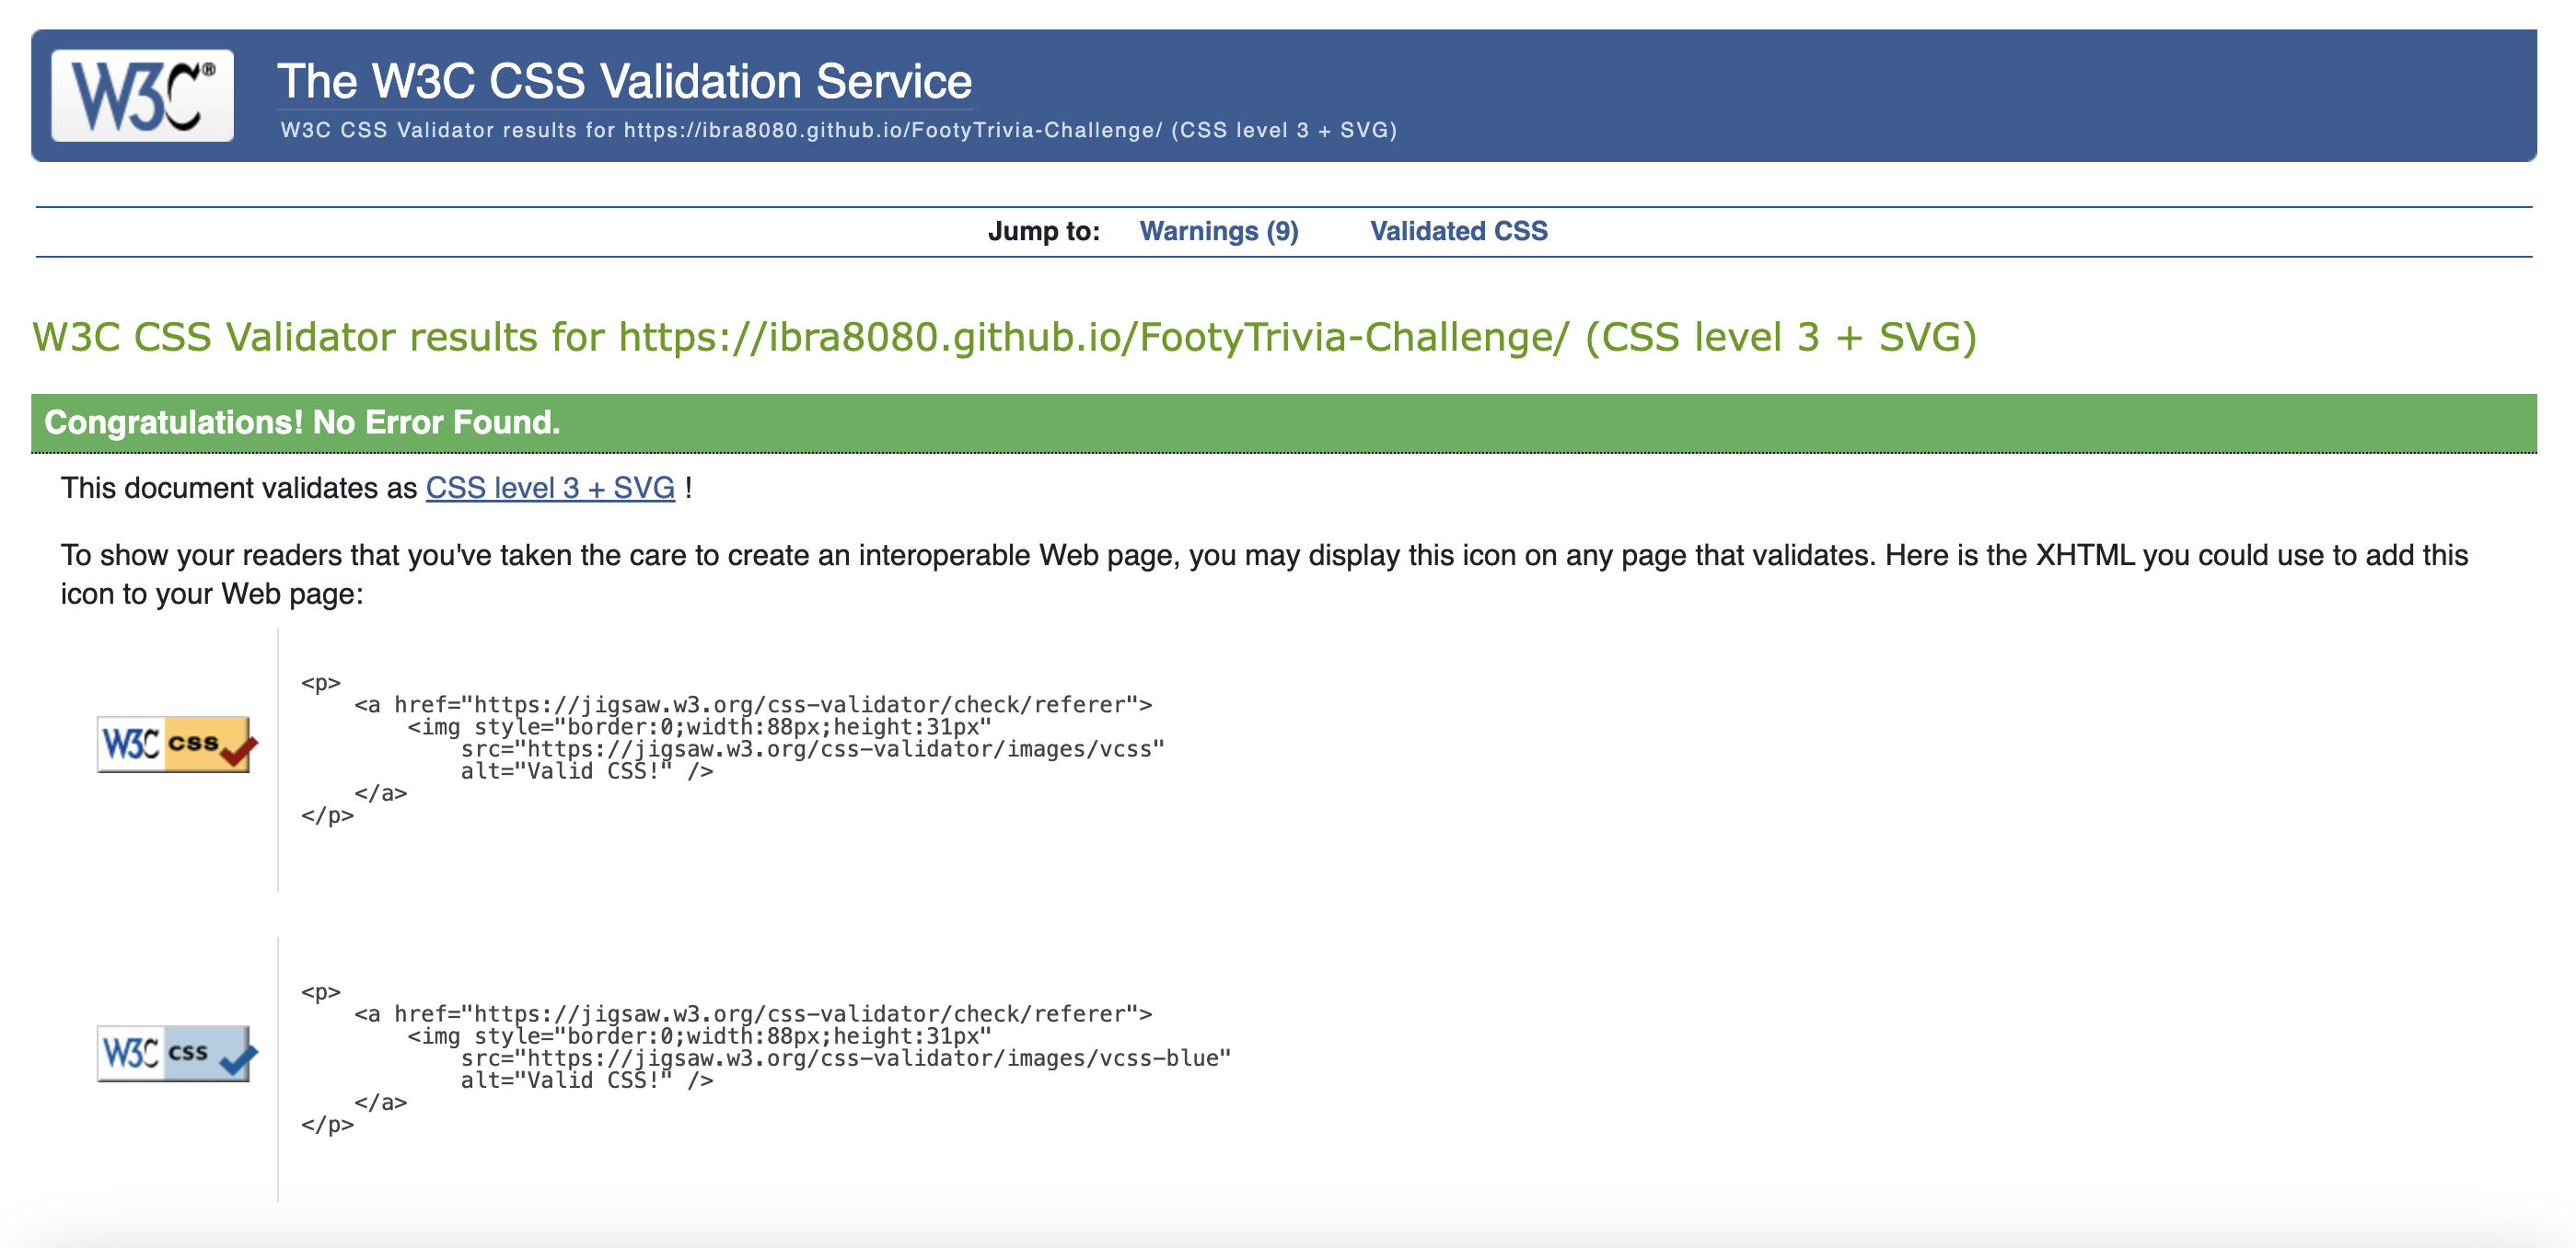 W3C®
The W3C CSS Validation Service
W3C CSS Validator results for https://ibra8080.github.io/FootyTrivia-Challenge/ (CSS level 3 + SVG)
Jump to: Warnings (9) Validated CSS
W3C CSS Validator results for https://ibra8080.github.io/FootyTrivia-Challenge/ (CSS level 3 + SVG)
Congratulations! No Error Found.
This document validates as CSS level 3 + SVG !
To show your readers that you've taken the care to create an interoperable Web page, you may display this icon on any page that validates. Here is the XHTML you could use to add this
icon to your Web page:
W3C css
<p>
    <a href="https://jigsaw.w3.org/css-validator/check/referer">
        <img style="border:0;width:88px;height:31px"
            src="https://jigsaw.w3.org/css-validator/images/vcss"
            alt="Valid CSS!" />
    </a>
</p>
W3C css
<p>
    <a href="https://jigsaw.w3.org/css-validator/check/referer">
        <img style="border:0;width:88px;height:31px"
            src="https://jigsaw.w3.org/css-validator/images/vcss-blue"
            alt="Valid CSS!" />
    </a>
</p>